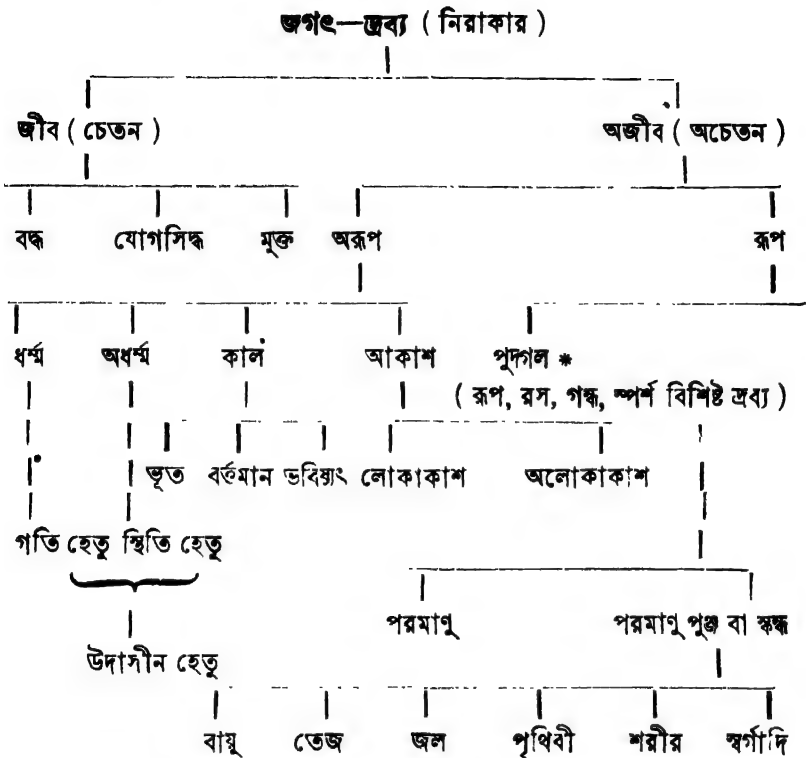 জগৎ—দ্রব্য ( নিরাকার )
জীব ( চেতন ) অজীব ( অচেতন )
বদ্ধ যোগসিদ্ধ মুক্ত অরূপ রূপ
ধর্ম্ম অধর্ম্ম কাল আকাশ পুদ্গল *
( রূপ, রস, গন্ধ, স্পর্শ বিশিষ্ট দ্রব্য )
ভূত বর্ত্তমান ভবিষ্যৎ লোকাকাশ অলোকাকাশ
গতি হেতু স্থিতি হেতু
পরমাণু পরমাণু পুঞ্জ বা স্কন্ধ
উদাসীন হেতু
বায়ু তেজ জল পৃথিবী শরীর স্বর্গাদি